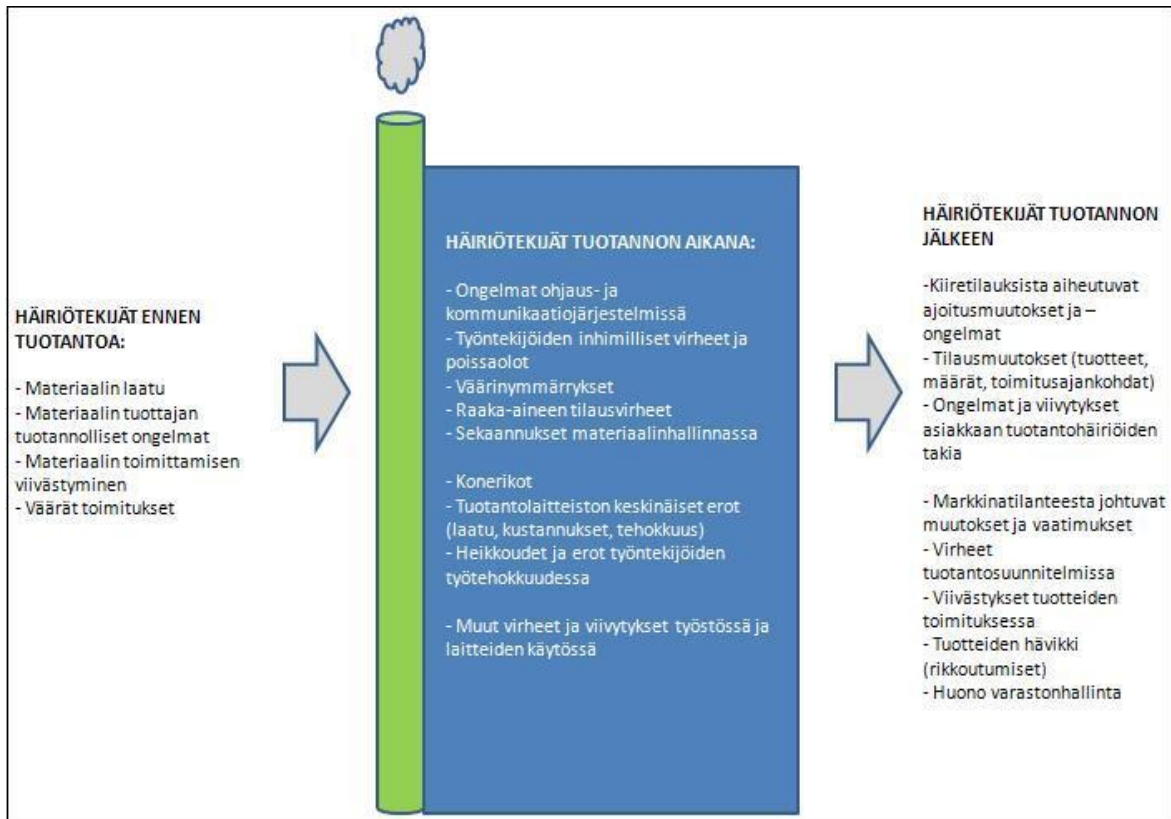 HÄIRIÖTEKIJÄT ENNEN
TUOTANTOA:
- Materiaalin laatu
- Materiaalin tuottajan
tuotannolliset ongelmat
- Materiaalin toimittamisen
viivästyminen
- Väärät toimitukset
HÄIRIÖTEKIJÄT TUOTANNON AIKANA:
- Ongelmat ohjaus- ja
kommunikaatiojärjestelmissä
- Työntekijöiden inhimilliset virheet ja
poissaolot
- Väärinymmärrykset
- Raaka-aineen tilausvirheet
- Sekaannukset materiaalinhallinnassa
- Konerikot
- Tuotantolaitteiston keskinäiset erot
(laatu, kustannukset, tehokkuus)
- Heikkoudet ja erot työntekijöiden
työtehokkuudessa
- Muut virheet ja viivytykset työstössä ja
laitteiden käytössä
HÄIRIÖTEKIJÄT TUOTANNON
JÄLKEEN
-Kiiretilauksista aiheutuvat
ajoitusmuutokset ja –
ongelmat
- Tilausmuutokset (tuotteet,
määrät, toimitusajankohdat)
- Ongelmat ja viivytykset
asiakkaan tuotantohäiriöiden
takia
- Markkinatilanteesta johtuvat
muutokset ja vaatimukset
- Virheet
tuotantosuunnitelmissa
- Viivästykset tuotteiden
toimituksessa
- Tuotteiden hävikki
(rikkoutumiset)
- Huono varastonhallinta